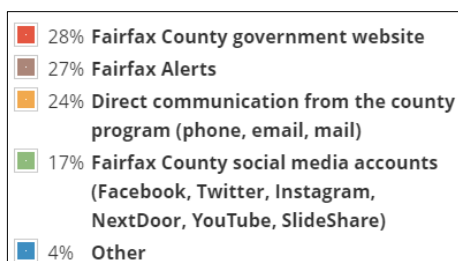 28% Fairfax County government website
27% Fairfax Alerts
24% Direct communication from the county
program (phone, email, mail)
17% Fairfax County social media accounts
(Facebook, Twitter, Instagram,
NextDoor, YouTube, SlideShare)
4% Other